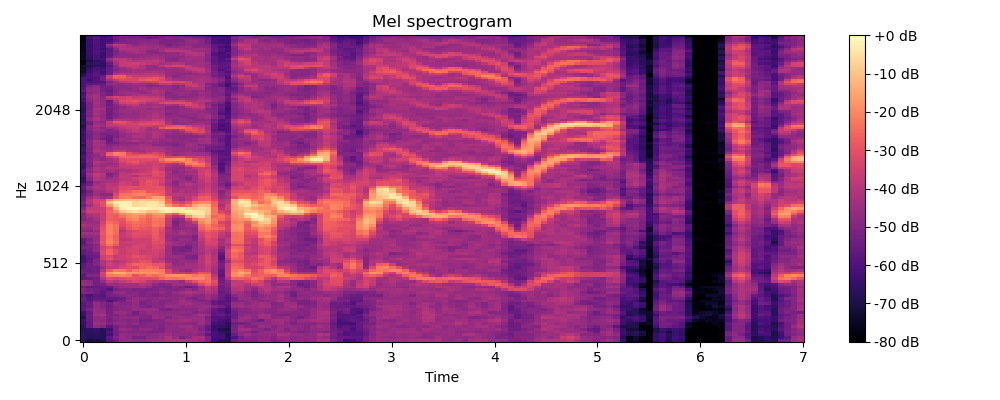 Mel spectrogram
Hz
2048
1024
512
0
0 1 2 3 4 5 6 7
Time
+0 dB
-10 dB
-20 dB
-30 dB
-40 dB
-50 dB
-60 dB
-70 dB
-80 dB